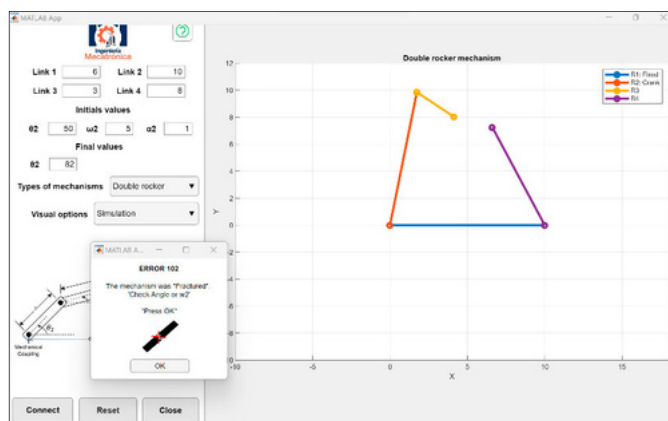 MATLAB App
Ingeniería
Mecatrónica
Link 1 6 Link 2 10
Link 3 3 Link 4 8
Initials values
θ2 50 ω2 5 α2 1
Final values
θ2 82
Types of mechanisms Double rocker
Visual options Simulation
MATLAB A...
ERROR 102
The mechanism was "Fractured".
"Check Angle or w2"
"Press OK"
OK
Mechanical
Coupling
θ2
Connect Reset Close
Double rocker mechanism
R1: Fixed
R2: Crank
R3
R4
12
10
8
6
4
2
0
-2
-4
-6
-8
-10
Y
-10 -5 0 5 10 15
X